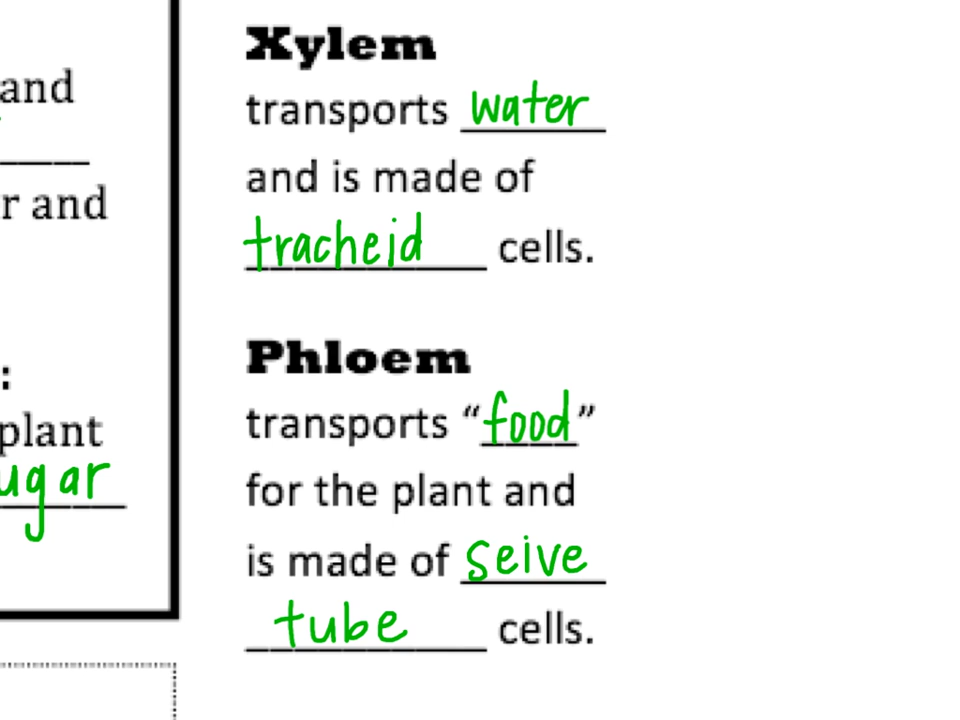 and
r and
:
plant
ugar
Xylem
transports water
and is made of
tracheid cells.
Phloem
transports “food”
for the plant and
is made of seive
tube cells.